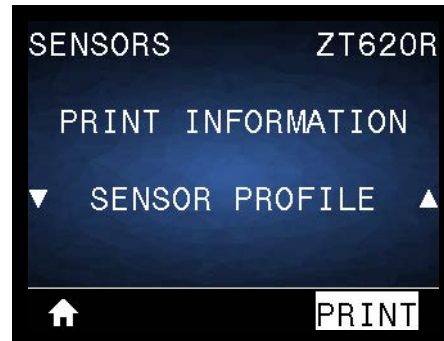 SENSORS ZT620R
PRINT INFORMATION
▼ SENSOR PROFILE ▲
PRINT